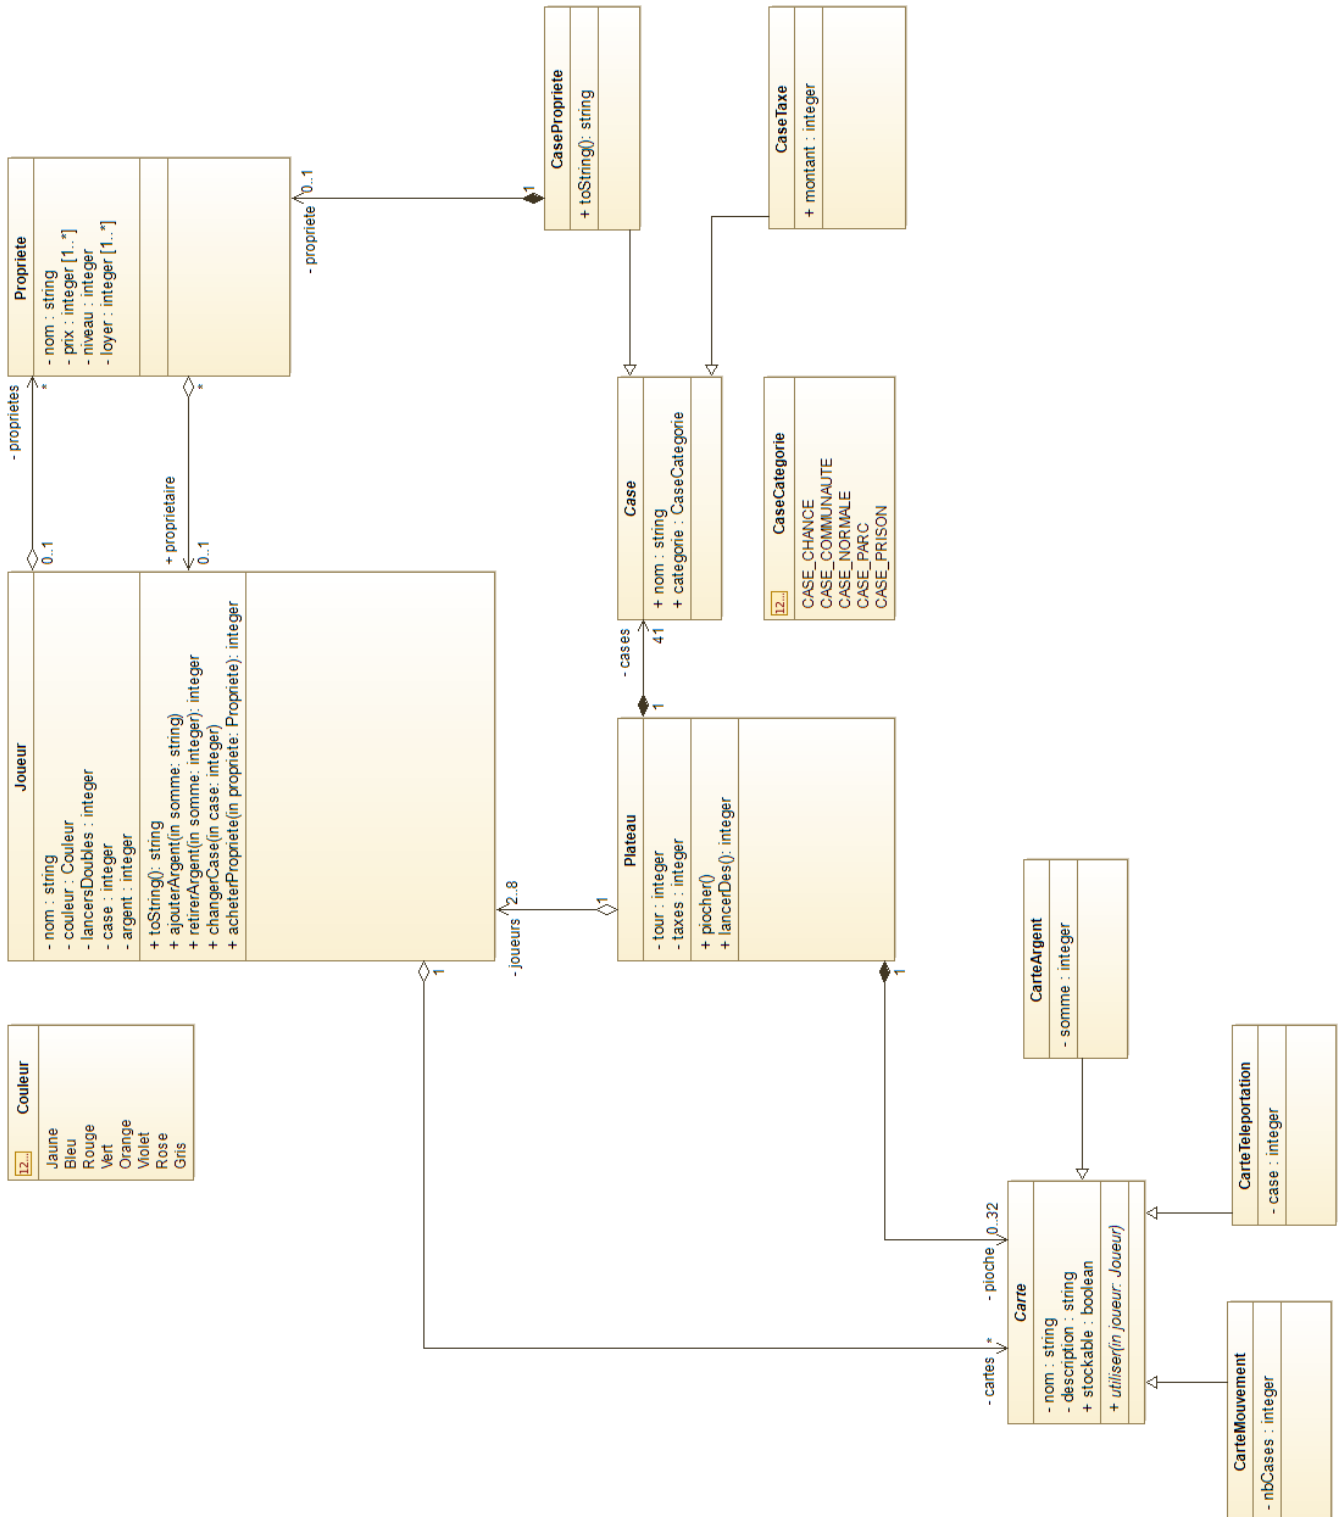 12...
Couleur
Jaune
Bleu
Rouge
Vert
Orange
Violet
Rose
Gris
Joueur
- nom : string
- couleur : Couleur
- lancersDoubles : integer
- case : integer
- argent : integer
+ toString(): string
+ ajouterArgent(in somme: string)
+ retirerArgent(in somme: integer): integer
+ changerCase(in case: integer)
+ acheterPropriete(in propriete: Propriete): integer
0..1
- proprietes
*
+ proprietaire
0..1
*
Propriete
- nom : string
- prix : integer [1..*]
- niveau : integer
- loyer : integer [1..*]
- propriete
0..1
1
1
- joueurs
2..8
1
Plateau
- tour : integer
- taxes : integer
+ piocher()
+ lancerDes(): integer
1
- cases
41
Case
+ nom : string
+ categorie : CaseCategorie
CasePropriete
+ toString(): string
12...
CaseCategorie
CASE_CHANCE
CASE_COMMUNAUTE
CASE_NORMALE
CASE_PARC
CASE_PRISON
CaseTaxe
+ montant : integer
1
- cartes
*
- pioche
0..32
Carte
- nom : string
- description : string
+ stockable : boolean
+ utiliser(in joueur: Joueur)
CarteArgent
- somme : integer
CarteMouvement
- nbCases : integer
CarteTeleportation
- case : integer